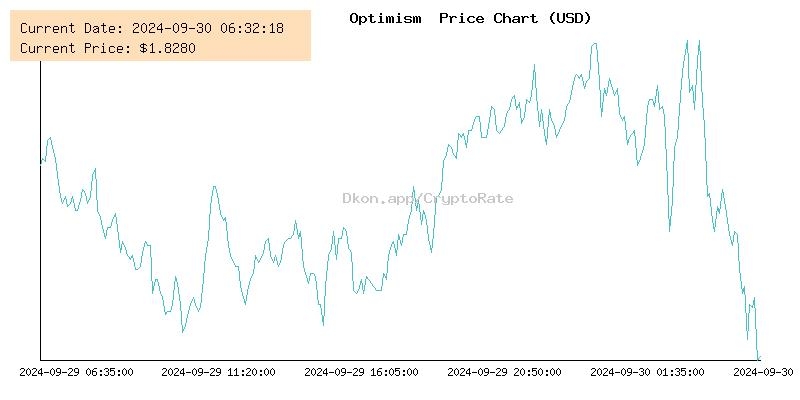 Optimism  Price Chart (USD)
Current Date: 2024-09-30 06:32:18
Current Price: $1.8280
Dkon.app/CryptoRate
2024-09-29 06:35:00 2024-09-29 11:20:00 2024-09-29 16:05:00 2024-09-29 20:50:00 2024-09-30 01:35:00 2024-09-30